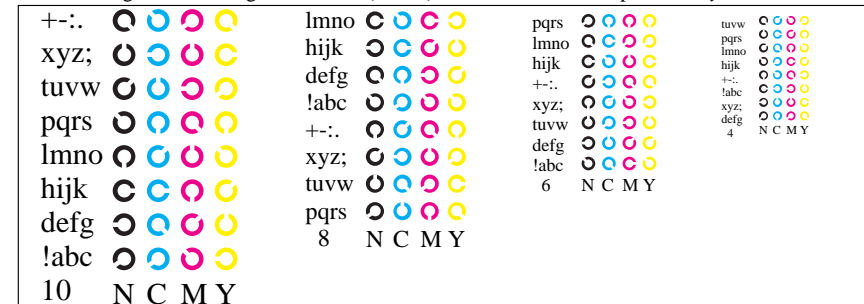 +-:.
xyz;
tuvw
pqrs
lmno
hijk
defg
!abc
10 N C M Y
lmno
hijk
defg
!abc
+-:.
xyz;
tuvw
pqrs
8 N C M Y
pqrs
lmno
hijk
+-:.
xyz;
tuvw
defg
!abc
6 N C M Y
tuvw
pqrs
lmno
hijk
+-:.
!abc
xyz;
defg
4 N C M Y